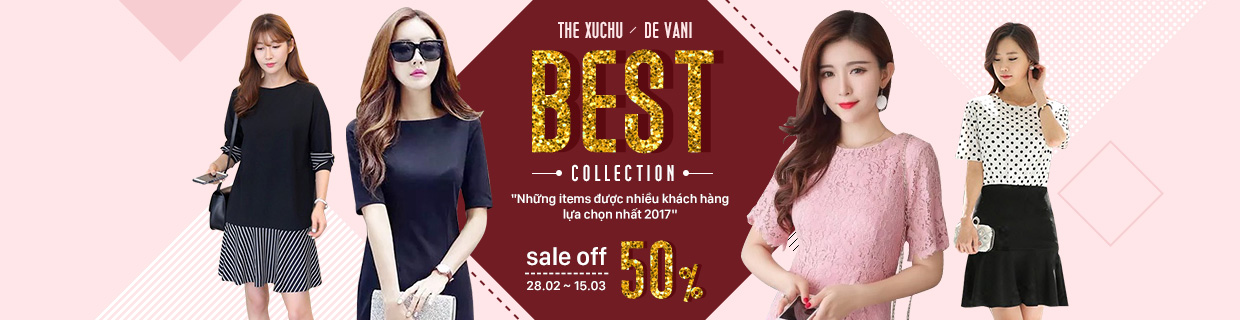 THE XUCHU / DE VANI
BEST
COLLECTION
"Những items được nhiều khách hàng
lựa chọn nhất 2017"
sale off
28.02 ~ 15.03
50%